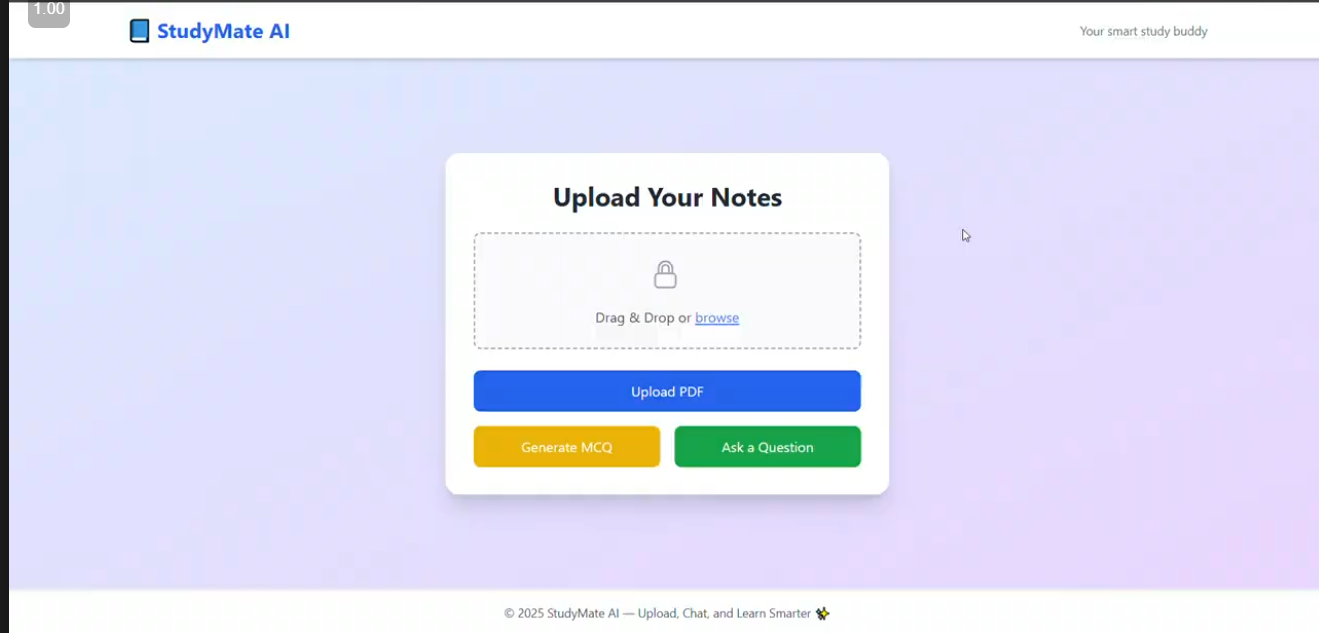 1.00
📘 StudyMate AI
Your smart study buddy
Upload Your Notes
Drag & Drop or browse
Upload PDF
Generate MCQ
Ask a Question
© 2025 StudyMate AI — Upload, Chat, and Learn Smarter ✨